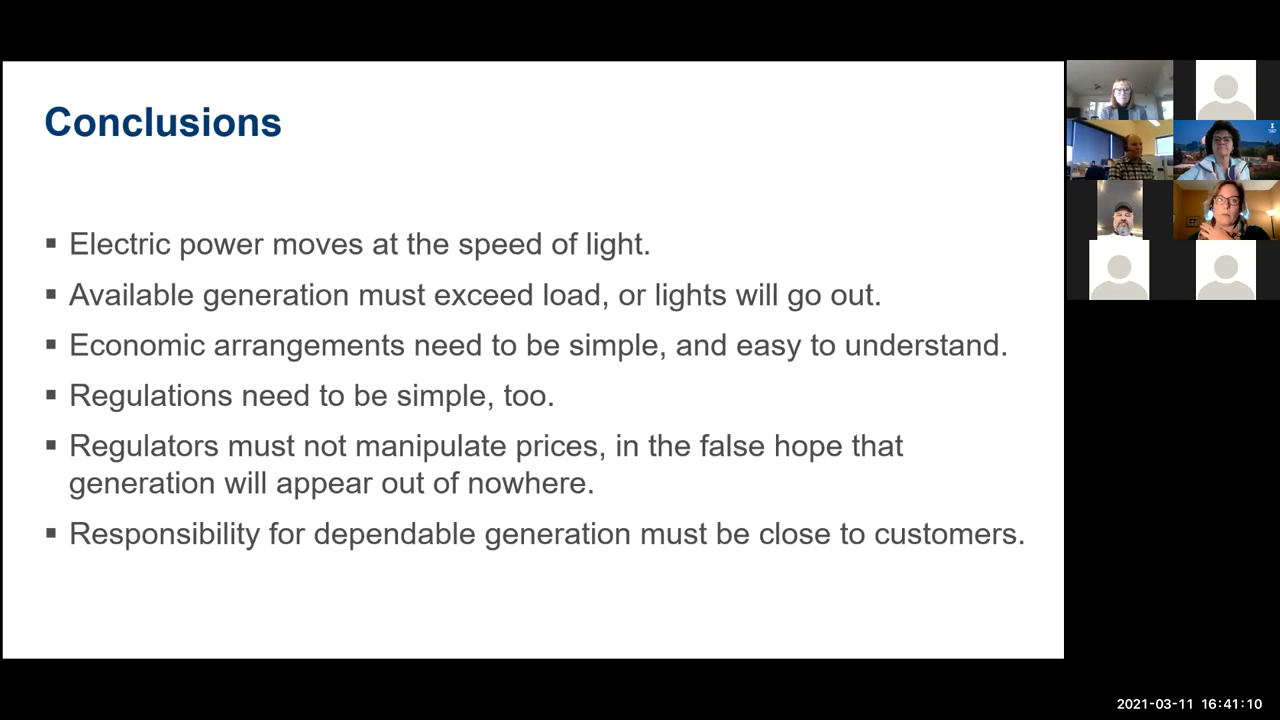 Conclusions
▪ Electric power moves at the speed of light.
▪ Available generation must exceed load, or lights will go out.
▪ Economic arrangements need to be simple, and easy to understand.
▪ Regulations need to be simple, too.
▪ Regulators must not manipulate prices, in the false hope that
generation will appear out of nowhere.
▪ Responsibility for dependable generation must be close to customers.
2021-03-11 16:41:10